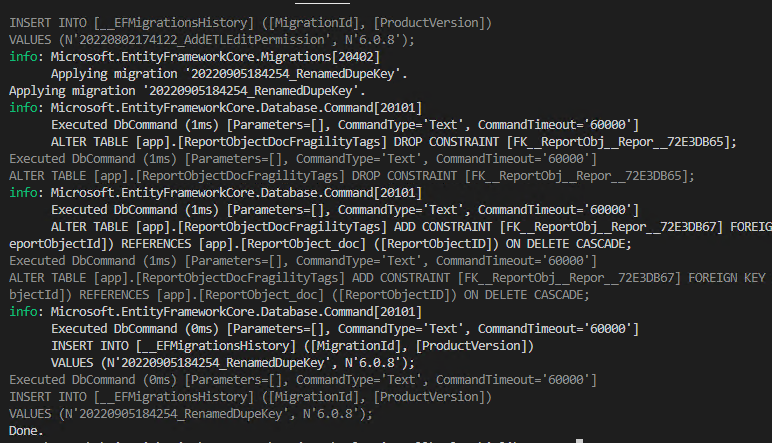 INSERT INTO [__EFMigrationsHistory] ([MigrationId], [ProductVersion])
VALUES (N'20220802174122_AddETLEditPermission', N'6.0.8');
info: Microsoft.EntityFrameworkCore.Migrations[20402]
      Applying migration '20220905184254_RenamedDupeKey'.
Applying migration '20220905184254_RenamedDupeKey'.
info: Microsoft.EntityFrameworkCore.Database.Command[20101]
      Executed DbCommand (1ms) [Parameters=[], CommandType='Text', CommandTimeout='60000']
      ALTER TABLE [app].[ReportObjectDocFragilityTags] DROP CONSTRAINT [FK__ReportObj__Repor__72E3DB65];
Executed DbCommand (1ms) [Parameters=[], CommandType='Text', CommandTimeout='60000']
ALTER TABLE [app].[ReportObjectDocFragilityTags] DROP CONSTRAINT [FK__ReportObj__Repor__72E3DB65];
info: Microsoft.EntityFrameworkCore.Database.Command[20101]
      Executed DbCommand (1ms) [Parameters=[], CommandType='Text', CommandTimeout='60000']
      ALTER TABLE [app].[ReportObjectDocFragilityTags] ADD CONSTRAINT [FK__ReportObj__Repor__72E3DB67] FOREIG
eportObjectId]) REFERENCES [app].[ReportObject_doc] ([ReportObjectID]) ON DELETE CASCADE;
Executed DbCommand (1ms) [Parameters=[], CommandType='Text', CommandTimeout='60000']
ALTER TABLE [app].[ReportObjectDocFragilityTags] ADD CONSTRAINT [FK__ReportObj__Repor__72E3DB67] FOREIGN KEY
bjectId]) REFERENCES [app].[ReportObject_doc] ([ReportObjectID]) ON DELETE CASCADE;
info: Microsoft.EntityFrameworkCore.Database.Command[20101]
      Executed DbCommand (0ms) [Parameters=[], CommandType='Text', CommandTimeout='60000']
      INSERT INTO [__EFMigrationsHistory] ([MigrationId], [ProductVersion])
      VALUES (N'20220905184254_RenamedDupeKey', N'6.0.8');
Executed DbCommand (0ms) [Parameters=[], CommandType='Text', CommandTimeout='60000']
INSERT INTO [__EFMigrationsHistory] ([MigrationId], [ProductVersion])
VALUES (N'20220905184254_RenamedDupeKey', N'6.0.8');
Done.